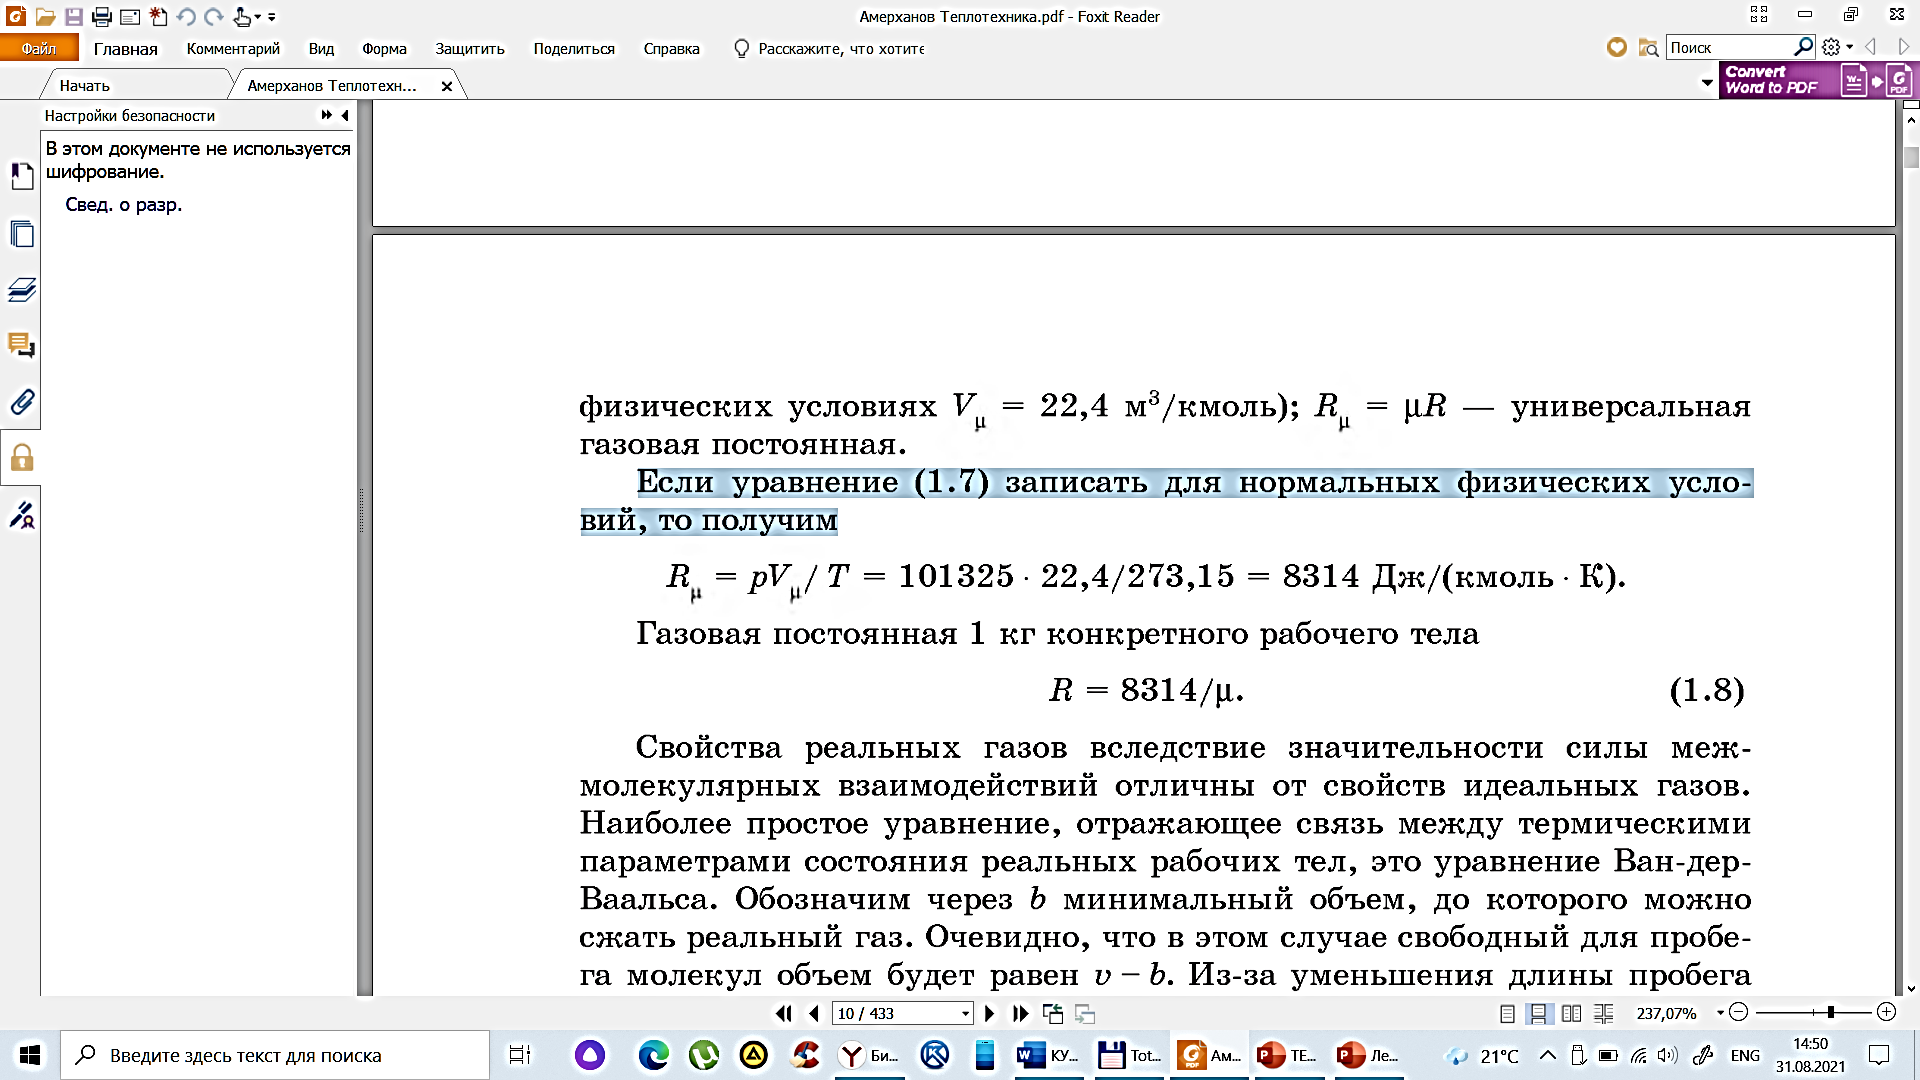 Амерханов Теплотехника.pdf - Foxit Reader
Файл Главная Комментарий Вид Форма Защитить Поделиться Справка Расскажите, что хотите Поиск
Начать Амерханов Теплотехн...
Convert
Word to PDF
Настройки безопасности
В этом документе не используется
шифрование.
Свед. о разр.
физических условиях Vμ = 22,4 м³/кмоль); Rμ = μR — универсальная
газовая постоянная.
Если уравнение (1.7) записать для нормальных физических усло-
вий, то получим
Rμ = pVμ/ T = 101325 · 22,4/273,15 = 8314 Дж/(кмоль · К).
Газовая постоянная 1 кг конкретного рабочего тела
R = 8314/μ. (1.8)
Свойства реальных газов вследствие значительности силы меж-
молекулярных взаимодействий отличны от свойств идеальных газов.
Наиболее простое уравнение, отражающее связь между термическими
параметрами состояния реальных рабочих тел, это уравнение Ван-дер-
Ваальса. Обозначим через b минимальный объем, до которого можно
сжать реальный газ. Очевидно, что в этом случае свободный для пробе-
га молекул объем будет равен v – b. Из-за уменьшения длины пробега
10 / 433 237,07%
Введите здесь текст для поиска Би... КУ... Tot... Ам... ТЕ... Ле... 21°C ENG 14:50
31.08.2021